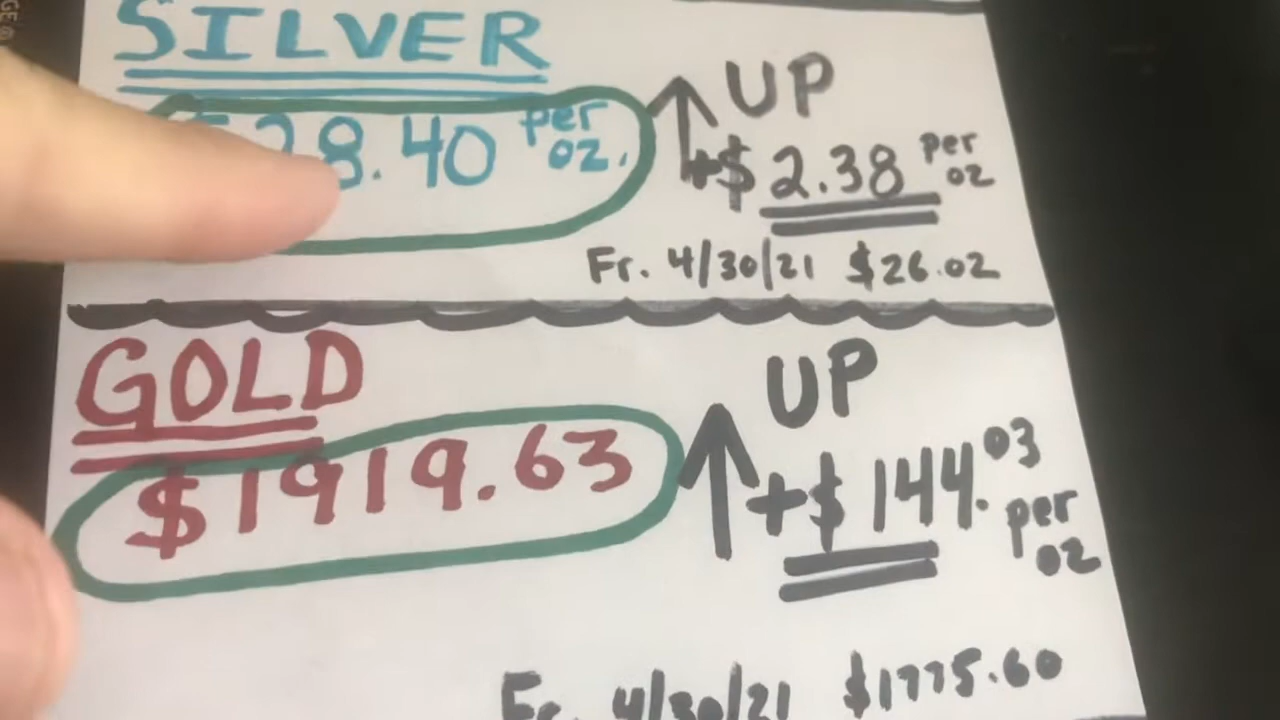 SILVER
28.40 per oz.
UP
+$2.38 per oz
Fr. 4/30/21 $26.02
GOLD
$1919.63
UP
+$144.03 per oz
Fr. 4/30/21 $1775.60